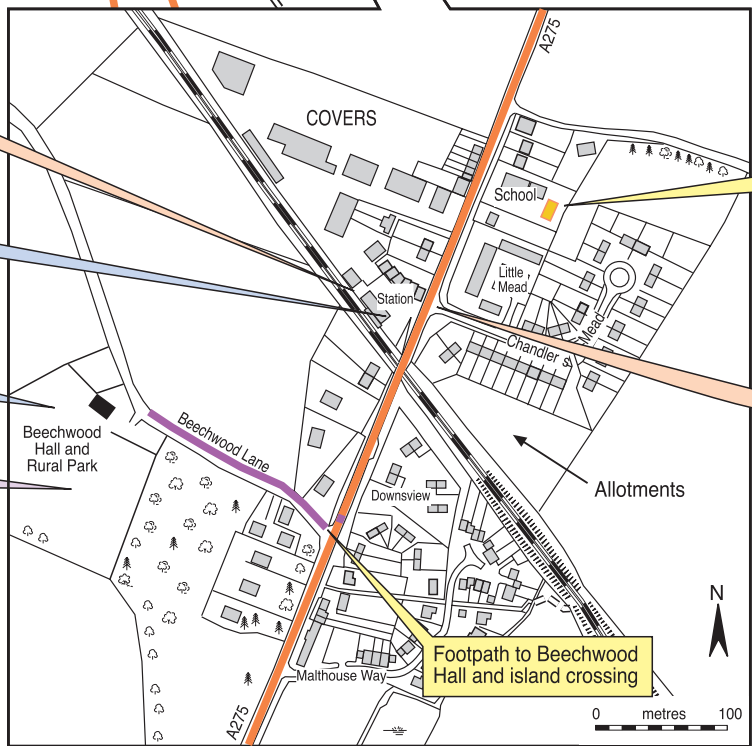 A275
COVERS
School
Little
Mead
Station
Chandler s
Mead
Beechwood Lane
Beechwood
Hall and
Rural Park
Allotments
Downsview
N
Footpath to Beechwood
Hall and island crossing
Malthouse Way
0 metres 100
A275